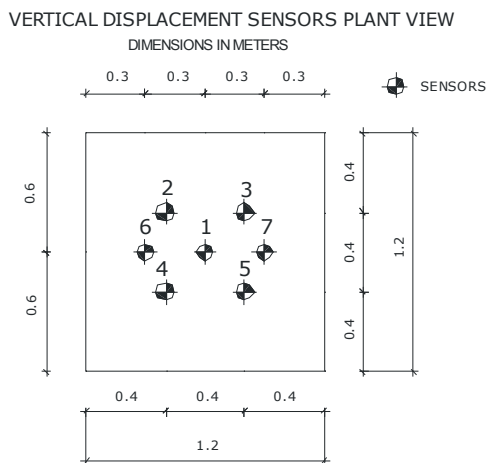 VERTICAL DISPLACEMENT SENSORS PLANT VIEW
DIMENSIONS IN METERS
0.3 0.3 0.3 0.3
SENSORS
0.6 0.4
2 3
6 1 7
0.4 1.2
4 5
0.6 0.4
0.4 0.4 0.4
1.2